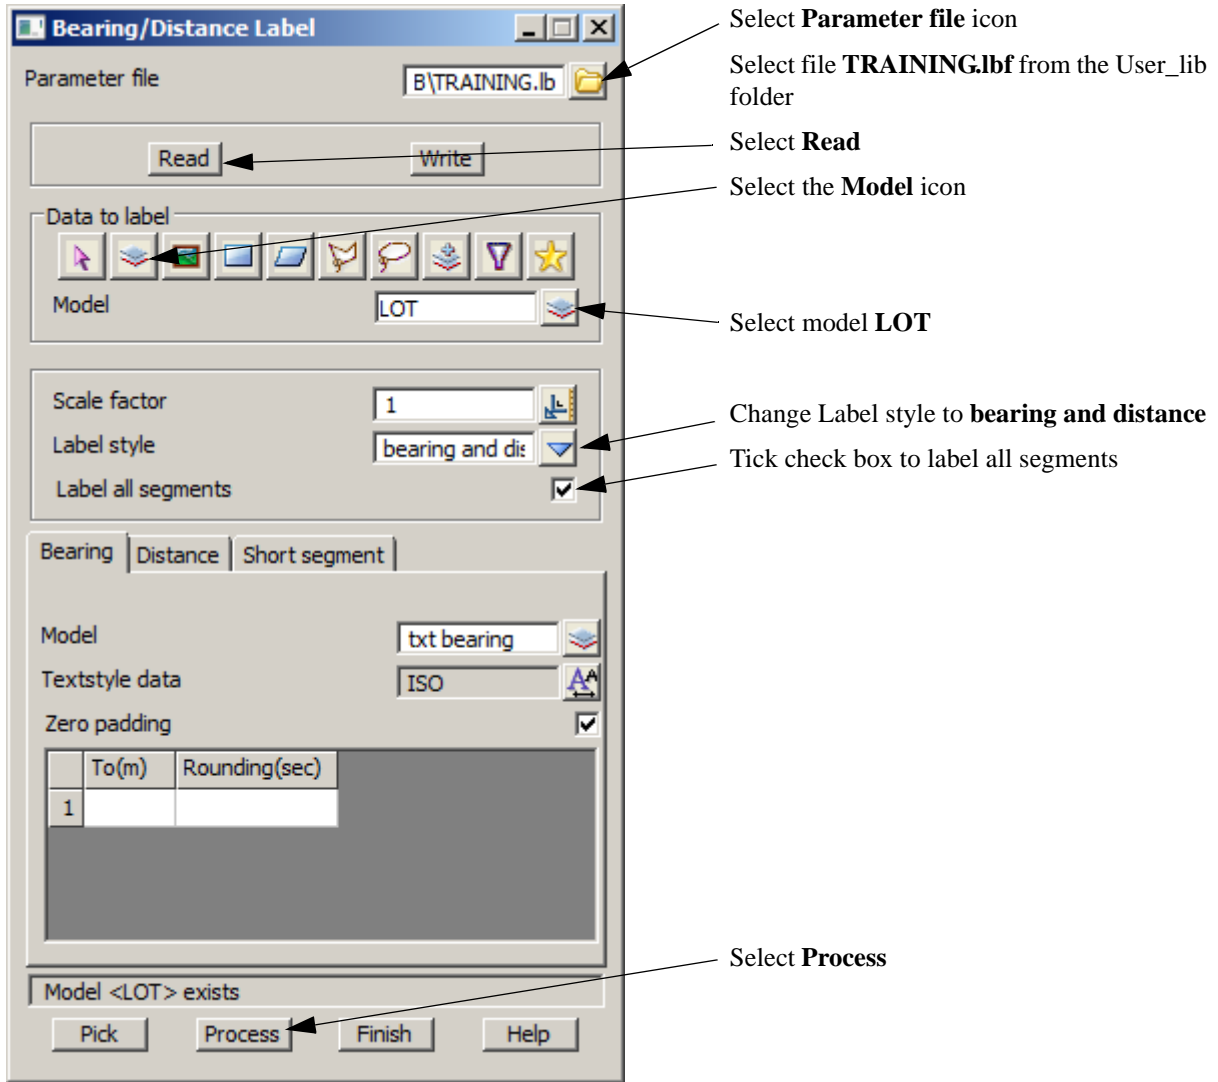 Bearing/Distance Label
Select Parameter file icon
Parameter file
B\TRAINING.lb
Select file TRAINING.lbf from the User_lib
folder
Read
Write
Select Read
Select the Model icon
Data to label
Model
LOT
Select model LOT
Scale factor
1
Change Label style to bearing and distance
Label style
bearing and dis
Tick check box to label all segments
Label all segments
Bearing
Distance
Short segment
Model
txt bearing
Textstyle data
ISO
Zero padding
To(m)
Rounding(sec)
1
Select Process
Model <LOT> exists
Pick
Process
Finish
Help